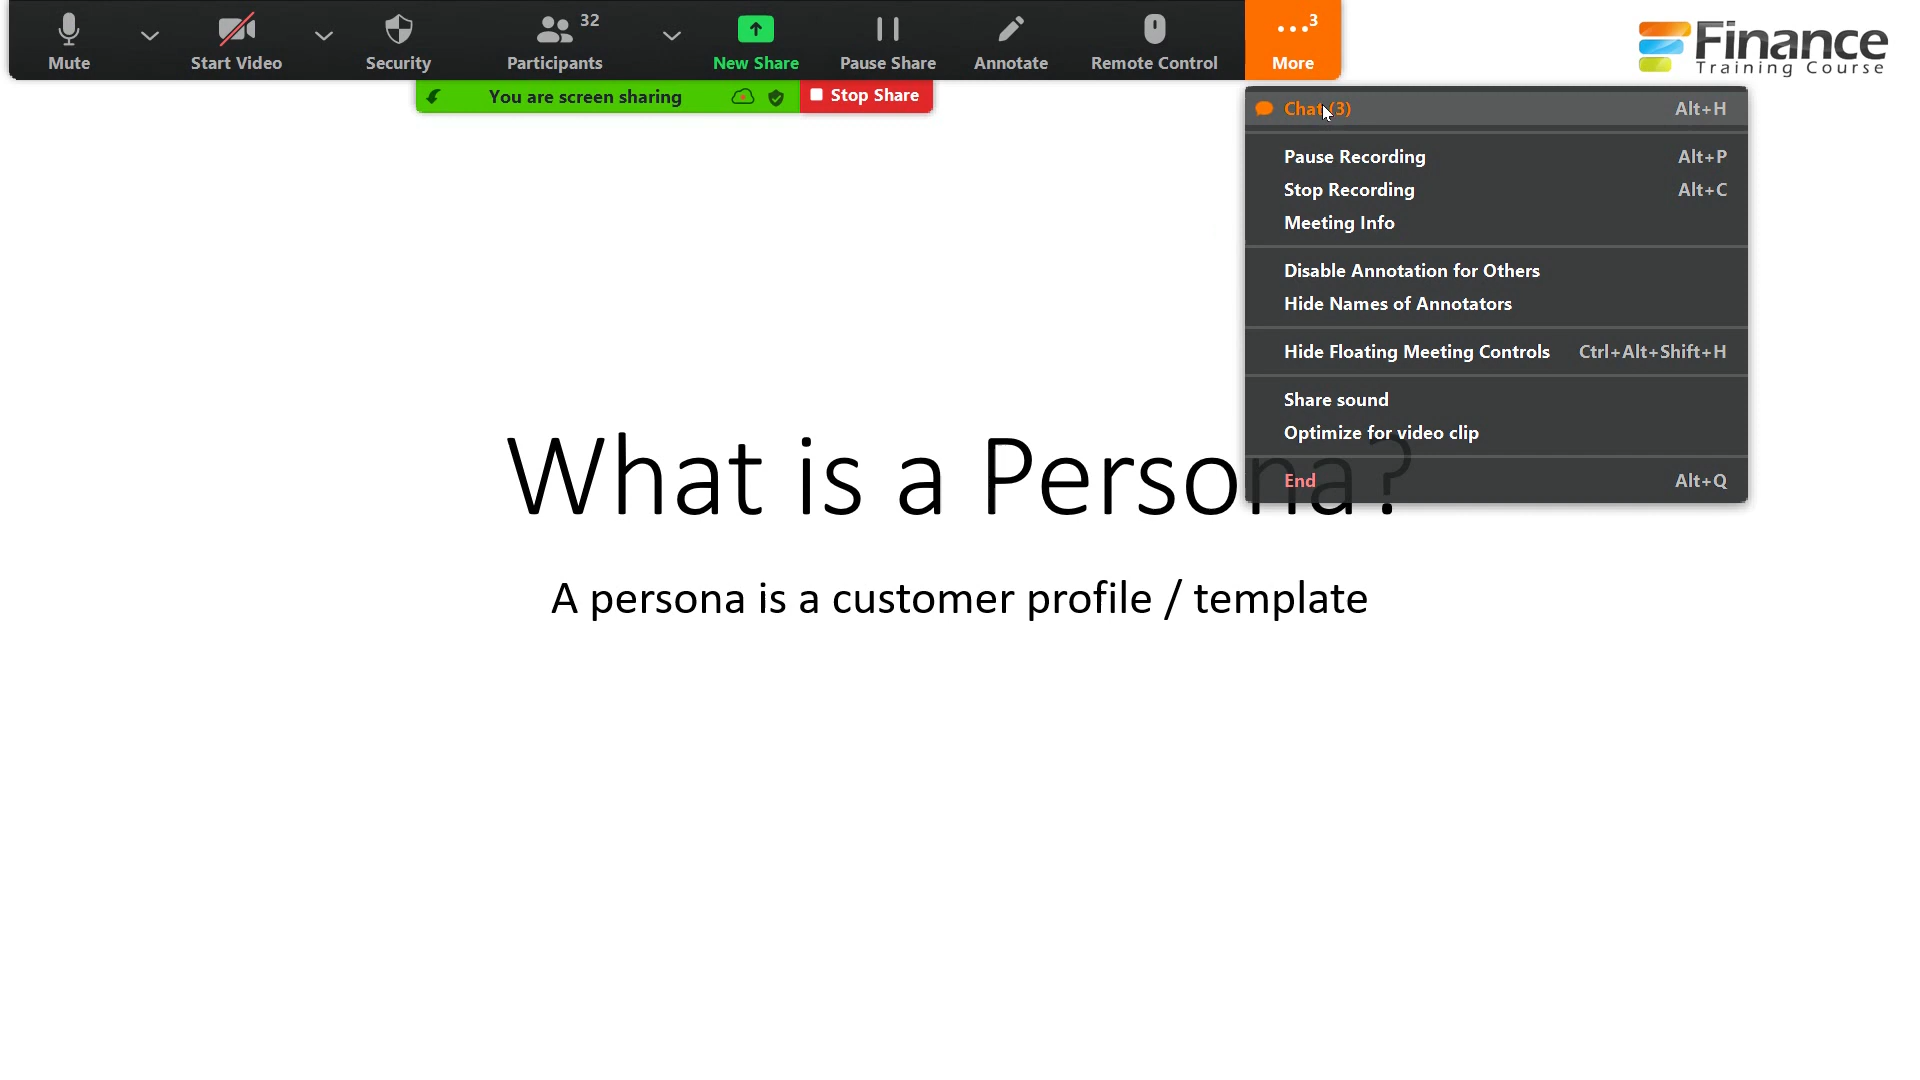 Mute
Start Video
Security
32
Participants
New Share
Pause Share
Annotate
Remote Control
3
More
Finance
Training Course
You are screen sharing
Stop Share
Chat (3) Alt+H
Pause Recording Alt+P
Stop Recording Alt+C
Meeting Info
Disable Annotation for Others
Hide Names of Annotators
Hide Floating Meeting Controls Ctrl+Alt+Shift+H
Share sound
Optimize for video clip
End Alt+Q
What is a Persona?
A persona is a customer profile / template